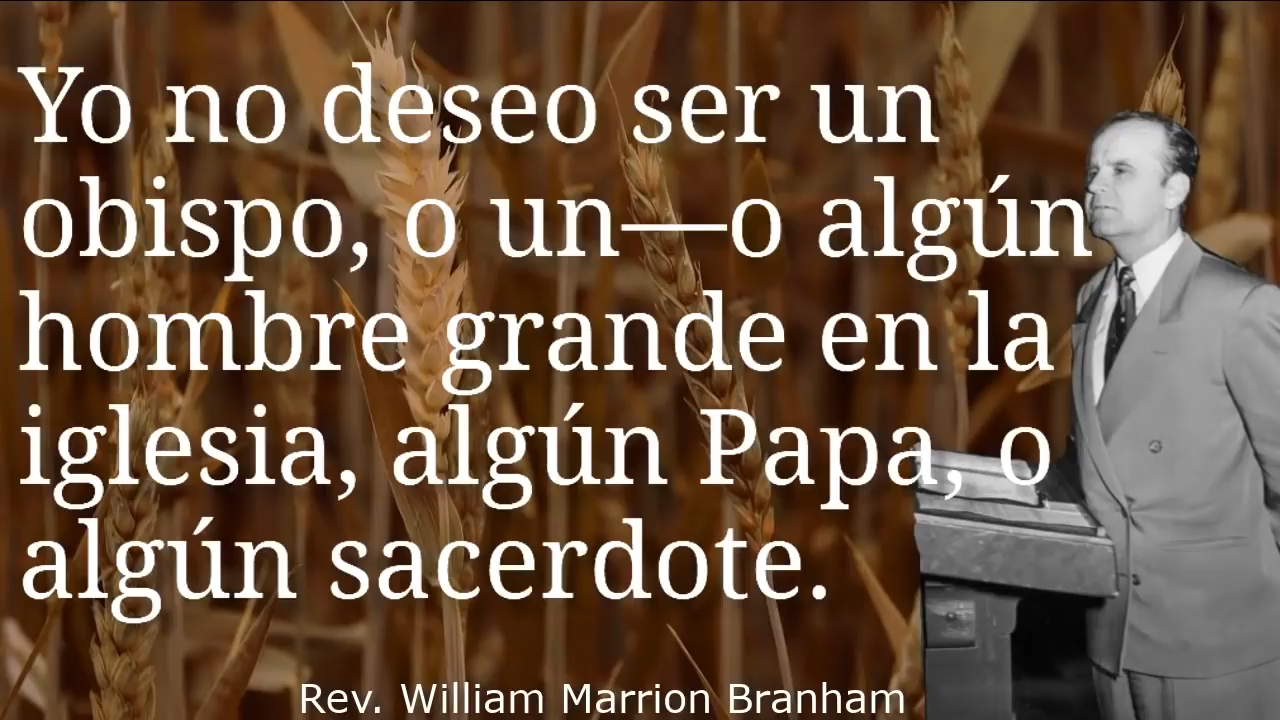 Yo no deseo ser un
obispo, o un—o algún
hombre grande en la
iglesia, algún Papa, o
algún sacerdote.
Rev. William Marrion Branham